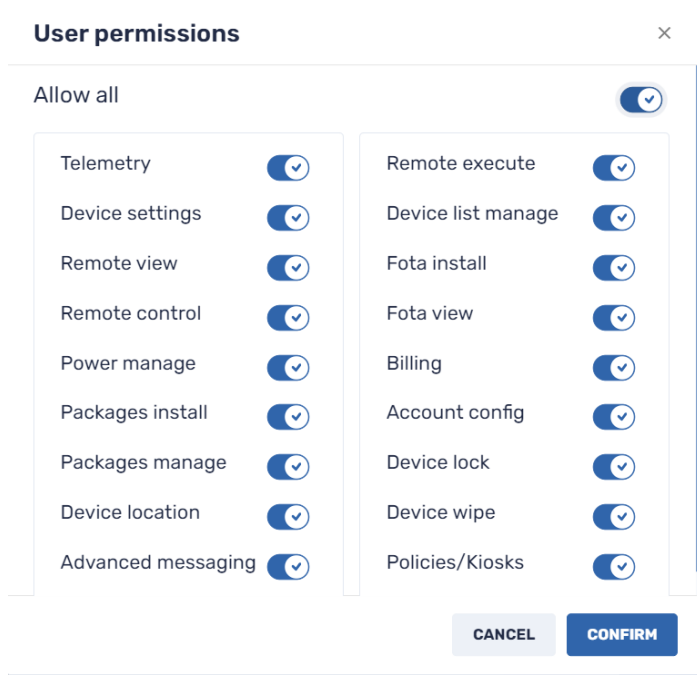 User permissions
Allow all
Telemetry
Device settings
Remote view
Remote control
Power manage
Packages install
Packages manage
Device location
Advanced messaging
Remote execute
Device list manage
Fota install
Fota view
Billing
Account config
Device lock
Device wipe
Policies/Kiosks
CANCEL
CONFIRM